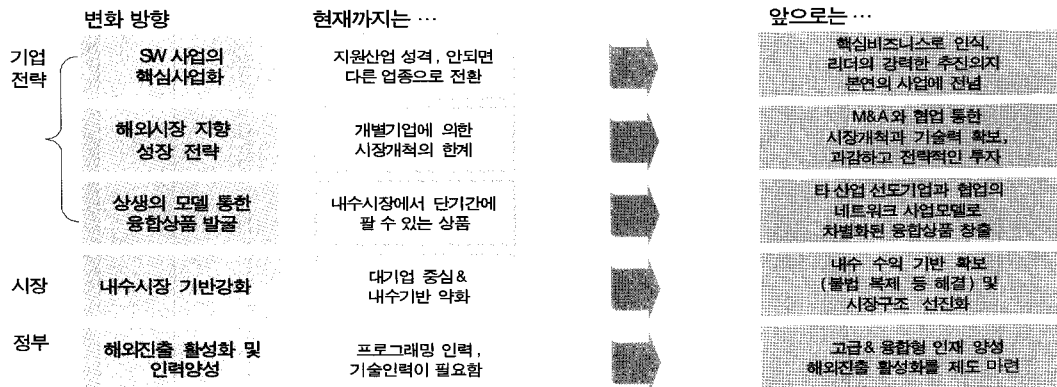 변화 방향
현재까지는 …
앞으로는 …
기업
전략
SW 사업의
핵심사업화
지원산업 성격, 안되면
다른 업종으로 전환
핵심비즈니스로 인식,
리더의 강력한 추진의지
본연의 사업에 전념
해외시장 지향
성장 전략
개별기업에 의한
시장개척의 한계
M&A와 협업 통한
시장개척과 기술력 확보,
과감하고 전략적인 투자
상생의 모델 통한
융합상품 발굴
내수시장에서 단기간에
팔 수 있는 상품
타 산업 선도기업과 협업의
네트워크 사업모델로
차별화된 융합상품 창출
시장
내수시장 기반강화
대기업 중심&
내수기반 약화
내수 수익 기반 확보
(불법 복제 등 해결) 및
시장구조 선진화
정부
해외진출 활성화 및
인력양성
프로그래밍 인력,
기술인력이 필요함
고급&융합형 인재 양성
해외진출 활성화를 제도 마련